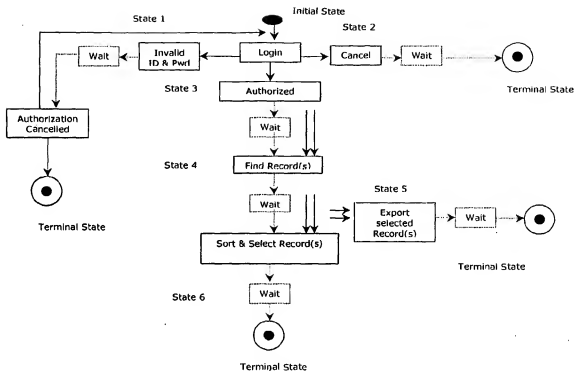 Initial State
State 1
State 2
Wait
Invalid
ID & Pwd
Login
Cancel
Wait
Terminal State
State 3
Authorized
Authorization
Cancelled
Wait
State 4
Find Record(s)
Wait
State 5
Export
selected
Record(s)
Wait
Terminal State
Sort & Select Record(s)
Terminal State
State 6
Wait
Terminal State